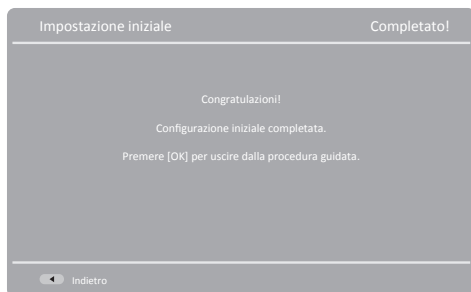 Impostazione iniziale Completato!
Congratulazioni!
Configurazione iniziale completata.
Premere [OK] per uscire dalla procedura guidata.
Indietro